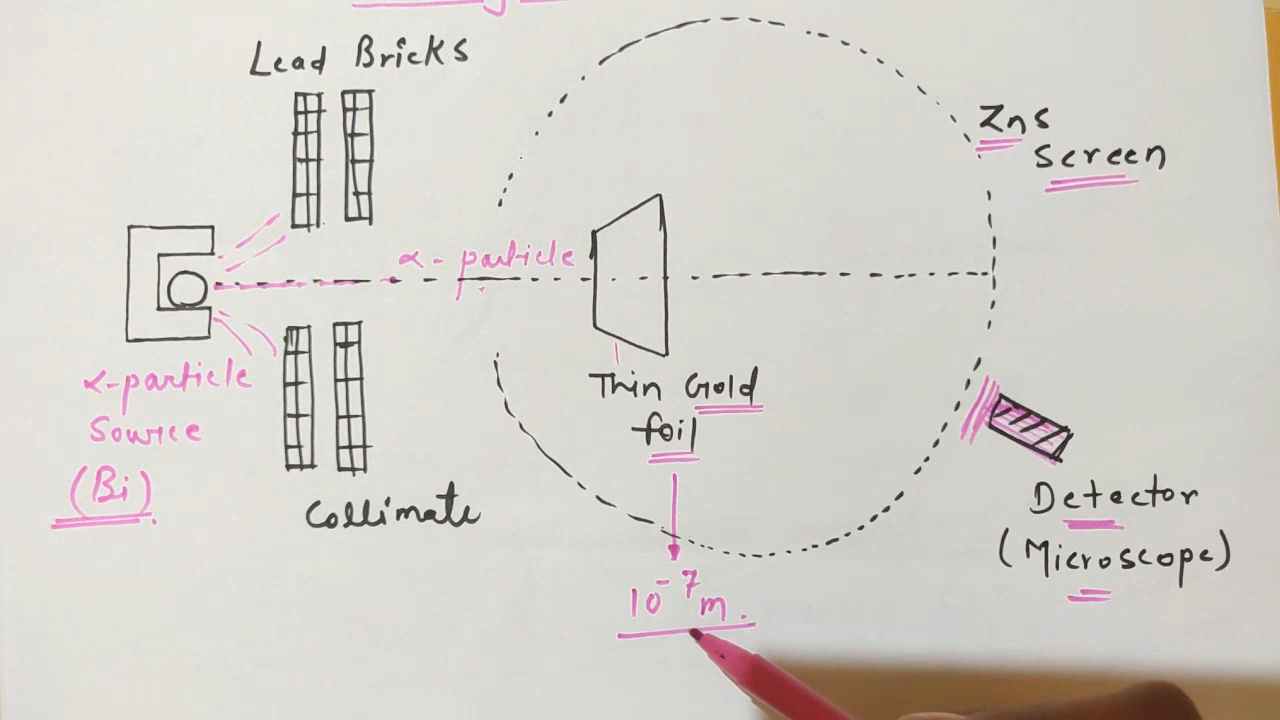 Lead Bricks
ZnS
Screen
α-particle
α-particle
Source
(Bi)
Thin Gold
foil
Collimate
Detector
(Microscope)
10⁻⁷m.